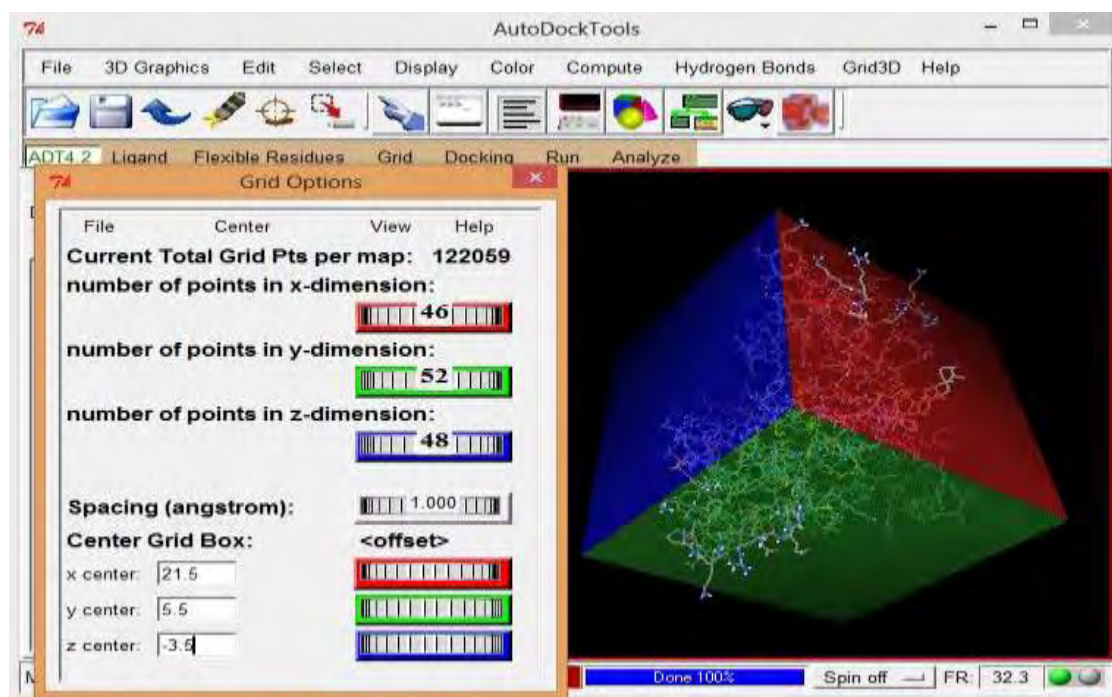 AutoDockTools
File 3D Graphics Edit Select Display Color Compute Hydrogen Bonds Grid3D Help
ADT4.2 Ligand Flexible Residues Grid Docking Run Analyze
Grid Options
File Center View Help
Current Total Grid Pts per map: 122059
number of points in x-dimension:
46
number of points in y-dimension:
52
number of points in z-dimension:
48
Spacing (angstrom): 1.000
Center Grid Box: <offset>
x center: 21.5
y center: 5.5
z center: -3.5
Done 100% Spin off FR: 32.3